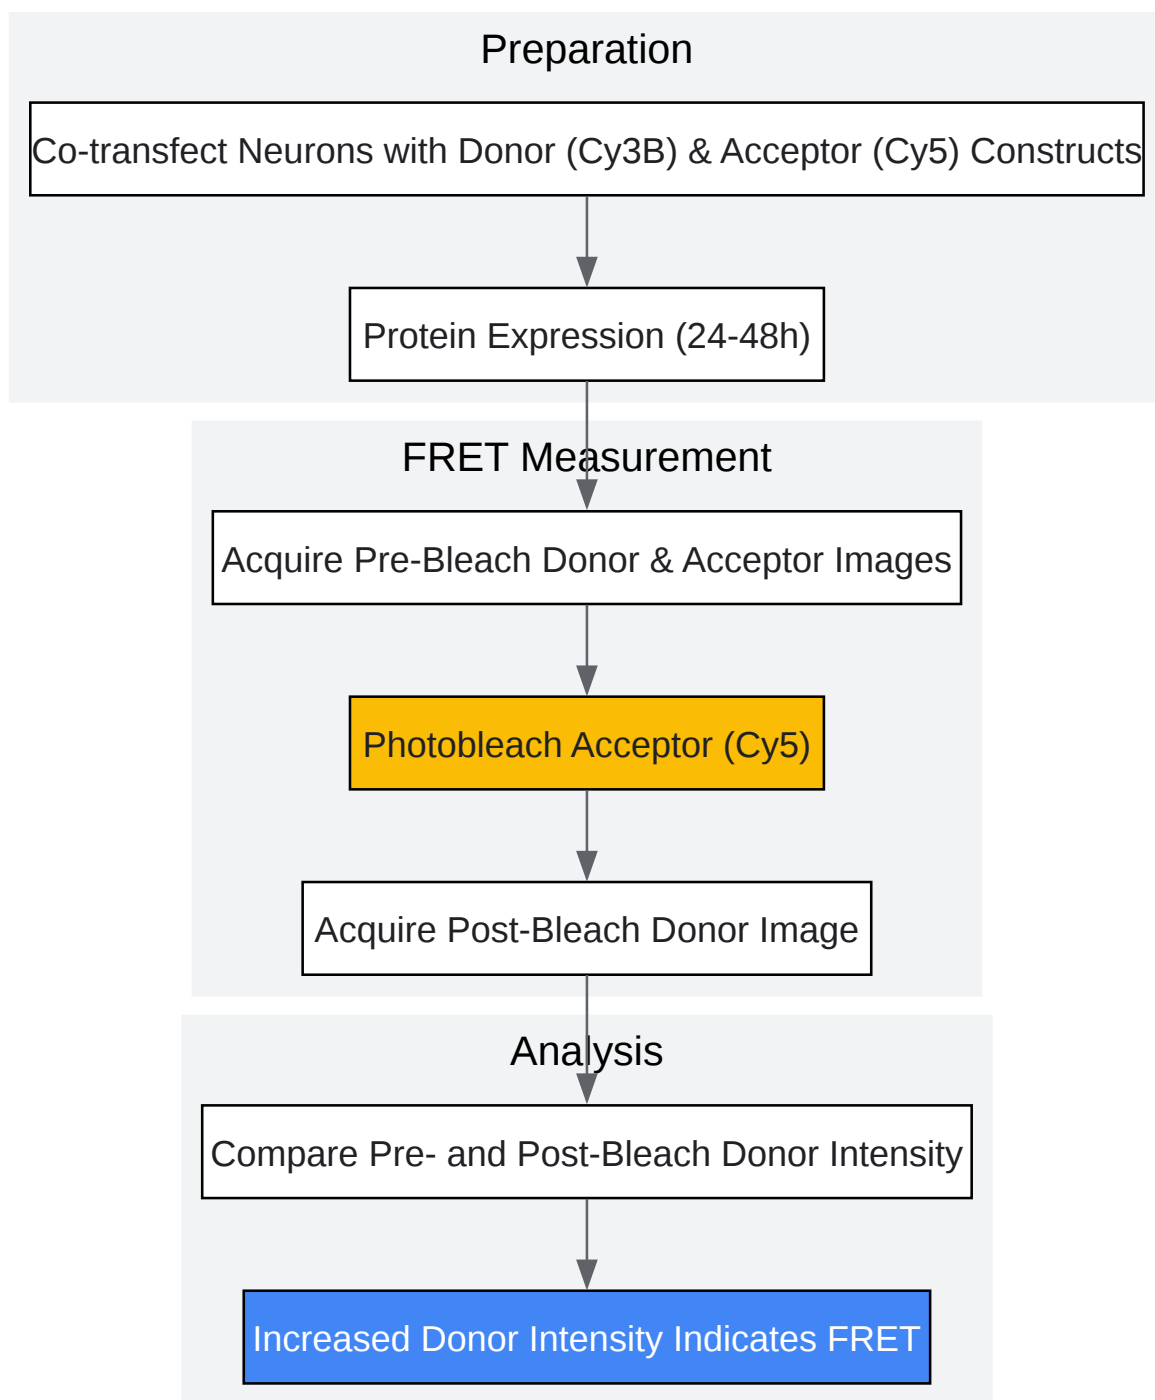 Preparation
Co-transfect Neurons with Donor (Cy3B) & Acceptor (Cy5) Constructs
Protein Expression (24-48h)
FRET Measurement
Acquire Pre-Bleach Donor & Acceptor Images
Photobleach Acceptor (Cy5)
Acquire Post-Bleach Donor Image
Analysis
Compare Pre- and Post-Bleach Donor Intensity
Increased Donor Intensity Indicates FRET